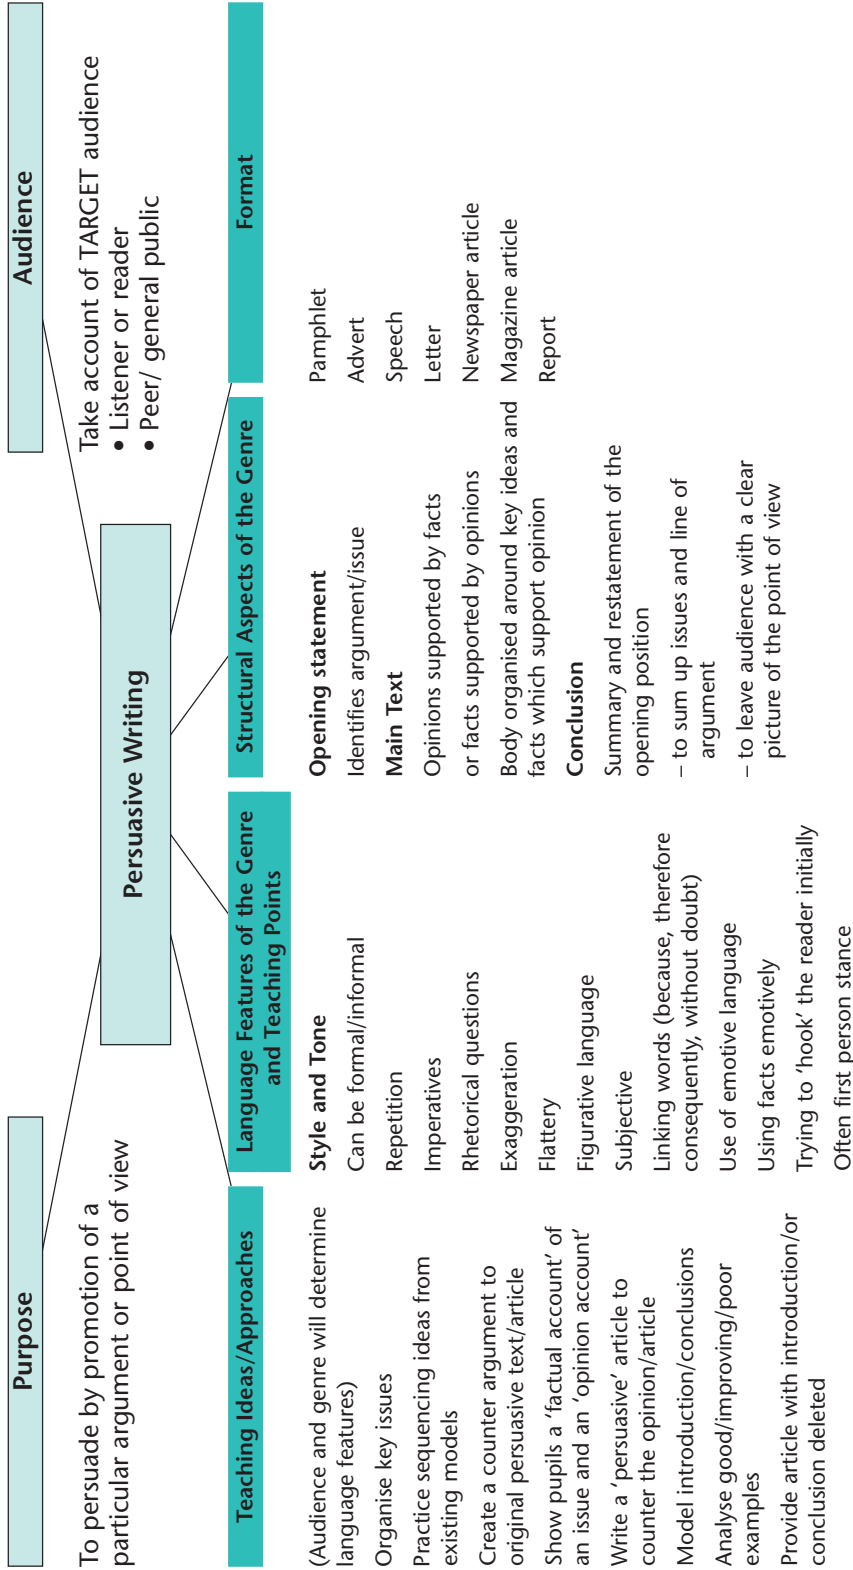 Purpose
To persuade by promotion of a
particular argument or point of view
Persuasive Writing
Audience
Take account of TARGET audience
• Listener or reader
• Peer/ general public
Teaching Ideas/Approaches
(Audience and genre will determine
language features)
Organise key issues
Practice sequencing ideas from
existing models
Create a counter argument to
original persuasive text/article
Show pupils a ‘factual account’ of
an issue and an ‘opinion account’
Write a ‘persuasive’ article to
counter the opinion/article
Model introduction/conclusions
Analyse good/improving/poor
examples
Provide article with introduction/or
conclusion deleted
Language Features of the Genre
and Teaching Points
Style and Tone
Can be formal/informal
Repetition
Imperatives
Rhetorical questions
Exaggeration
Flattery
Figurative language
Subjective
Linking words (because, therefore
consequently, without doubt)
Use of emotive language
Using facts emotively
Trying to ‘hook’ the reader initially
Often first person stance
Structural Aspects of the Genre
Opening statement
Identifies argument/issue
Main Text
Opinions supported by facts
or facts supported by opinions
Body organised around key ideas and
facts which support opinion
Conclusion
Summary and restatement of the
opening position
– to sum up issues and line of
argument
– to leave audience with a clear
picture of the point of view
Format
Pamphlet
Advert
Speech
Letter
Newspaper article
Magazine article
Report